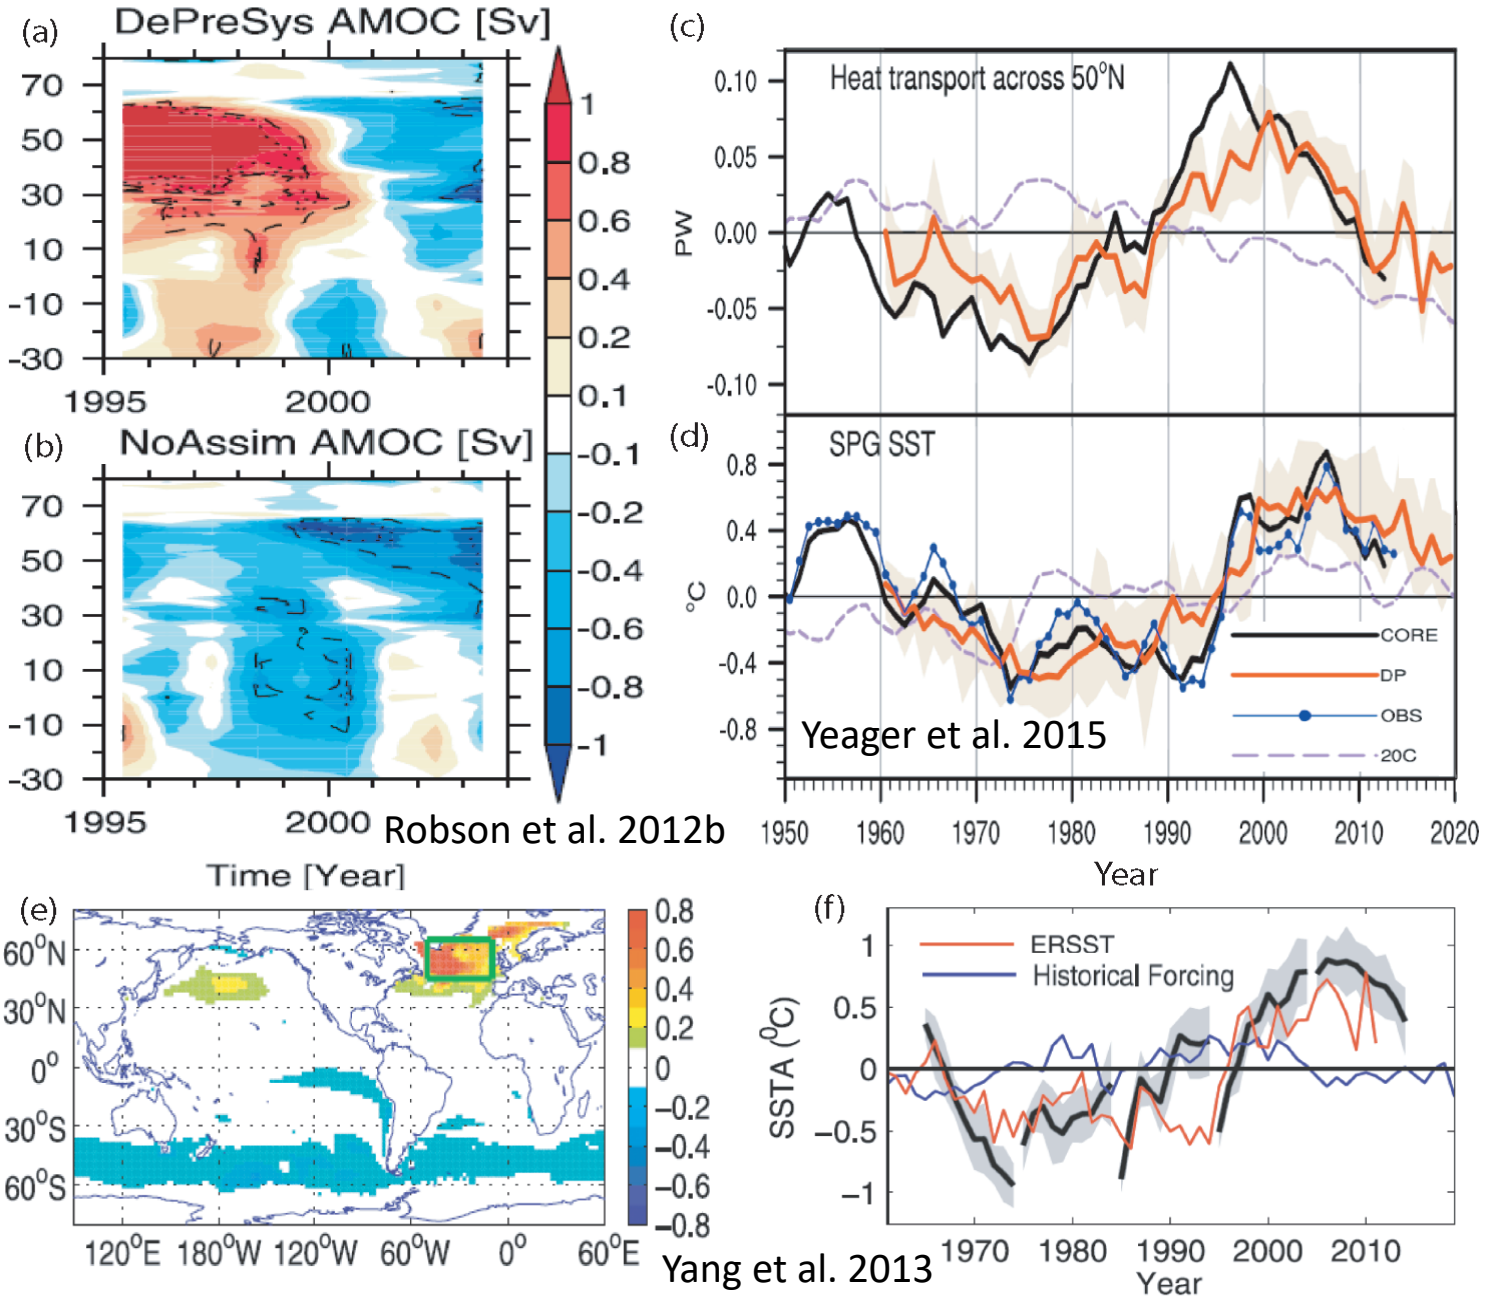 (a)
DePreSys AMOC [Sv]
70
50
30
10
-10
-30
1995
2000
(b)
NoAssim AMOC [Sv]
70
50
30
10
-10
-30
1995
2000
Time [Year]
1
0.8
0.6
0.4
0.2
0.1
-0.1
-0.2
-0.4
-0.6
-0.8
-1
Robson et al. 2012b
(c)
Heat transport across 50°N
PW
0.10
0.05
0.00
-0.05
-0.10
(d)
SPG SST
°C
0.8
0.4
0.0
-0.4
-0.8
CORE
DP
OBS
20C
Yeager et al. 2015
1950
1960
1970
1980
1990
2000
2010
2020
Year
(e)
60°N
30°N
0°
30°S
60°S
120°E
180°W
120°W
60°W
0°
60°E
0.8
0.6
0.4
0.2
0
−0.2
−0.4
−0.6
−0.8
Yang et al. 2013
(f)
ERSST
Historical Forcing
SSTA (⁰C)
1
0.5
0
−0.5
−1
1970
1980
1990
2000
2010
Year